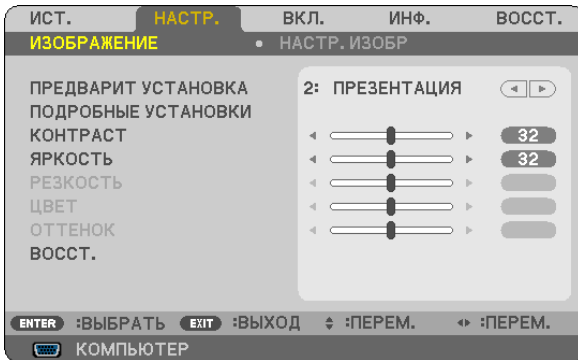 ИСТ. НАСТР. ВКЛ. ИНФ. ВОССТ.
ИЗОБРАЖЕНИЕ • НАСТР. ИЗОБР
ПРЕДВАРИТ УСТАНОВКА 2: ПРЕЗЕНТАЦИЯ
ПОДРОБНЫЕ УСТАНОВКИ
КОНТРАСТ 32
ЯРКОСТЬ 32
РЕЗКОСТЬ
ЦВЕТ
ОТТЕНОК
ВОССТ.
ENTER :ВЫБРАТЬ EXIT :ВЫХОД :ПЕРЕМ. :ПЕРЕМ.
КОМПЬЮТЕР